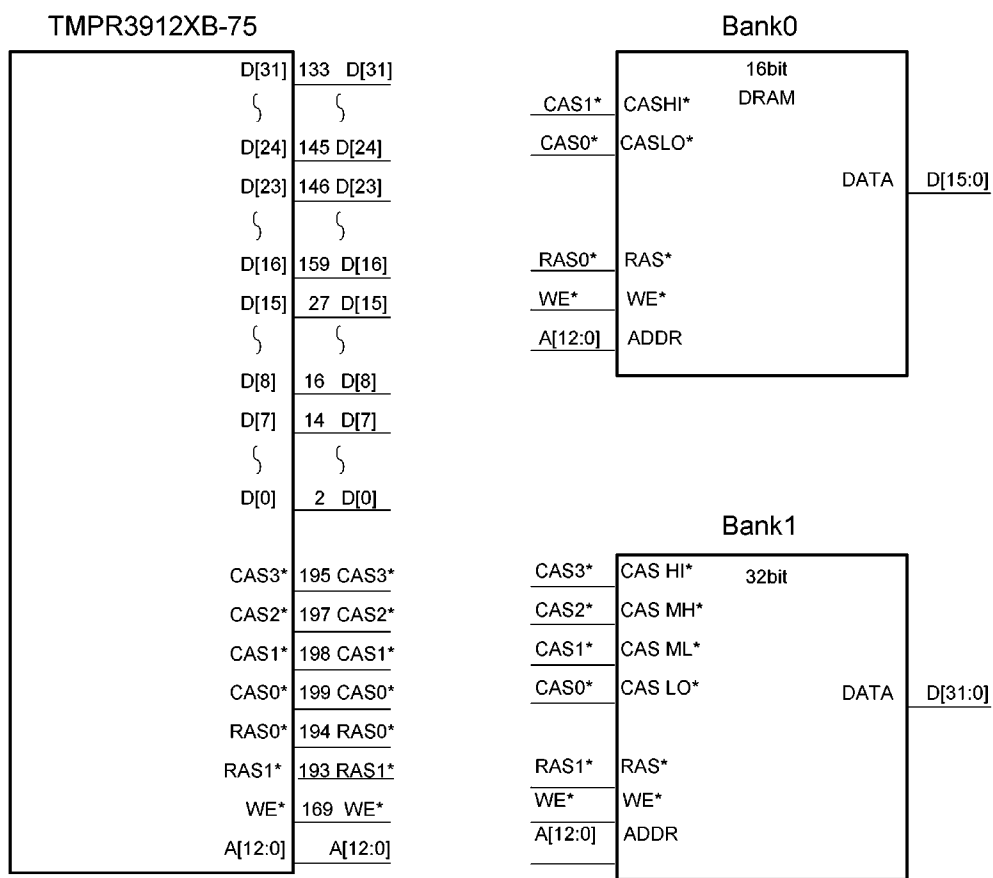 TMPR3912XB-75
D[31] 133 D[31]
D[24] 145 D[24]
D[23] 146 D[23]
D[16] 159 D[16]
D[15] 27 D[15]
D[8] 16 D[8]
D[7] 14 D[7]
D[0] 2 D[0]
CAS3* 195 CAS3*
CAS2* 197 CAS2*
CAS1* 198 CAS1*
CAS0* 199 CAS0*
RAS0* 194 RAS0*
RAS1* 193 RAS1*
WE* 169 WE*
A[12:0] A[12:0]
Bank0
16bit
DRAM
CAS1* CASHI*
CAS0* CASLO*
DATA D[15:0]
RAS0* RAS*
WE* WE*
A[12:0] ADDR
Bank1
32bit
CAS3* CAS HI*
CAS2* CAS MH*
CAS1* CAS ML*
CAS0* CAS LO*
DATA D[31:0]
RAS1* RAS*
WE* WE*
A[12:0] ADDR